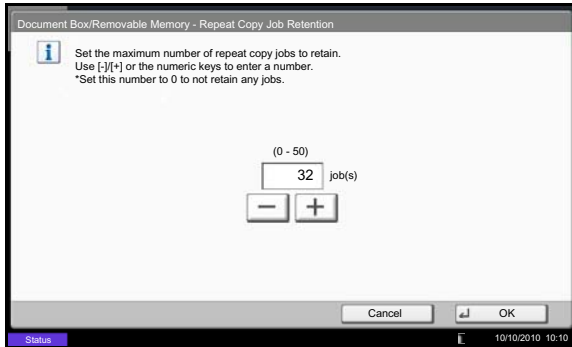 Document Box/Removable Memory - Repeat Copy Job Retention
Set the maximum number of repeat copy jobs to retain.
Use [-]/[+] or the numeric keys to enter a number.
*Set this number to 0 to not retain any jobs.
(0 - 50)
32 job(s)
Cancel OK
Status 10/10/2010 10:10